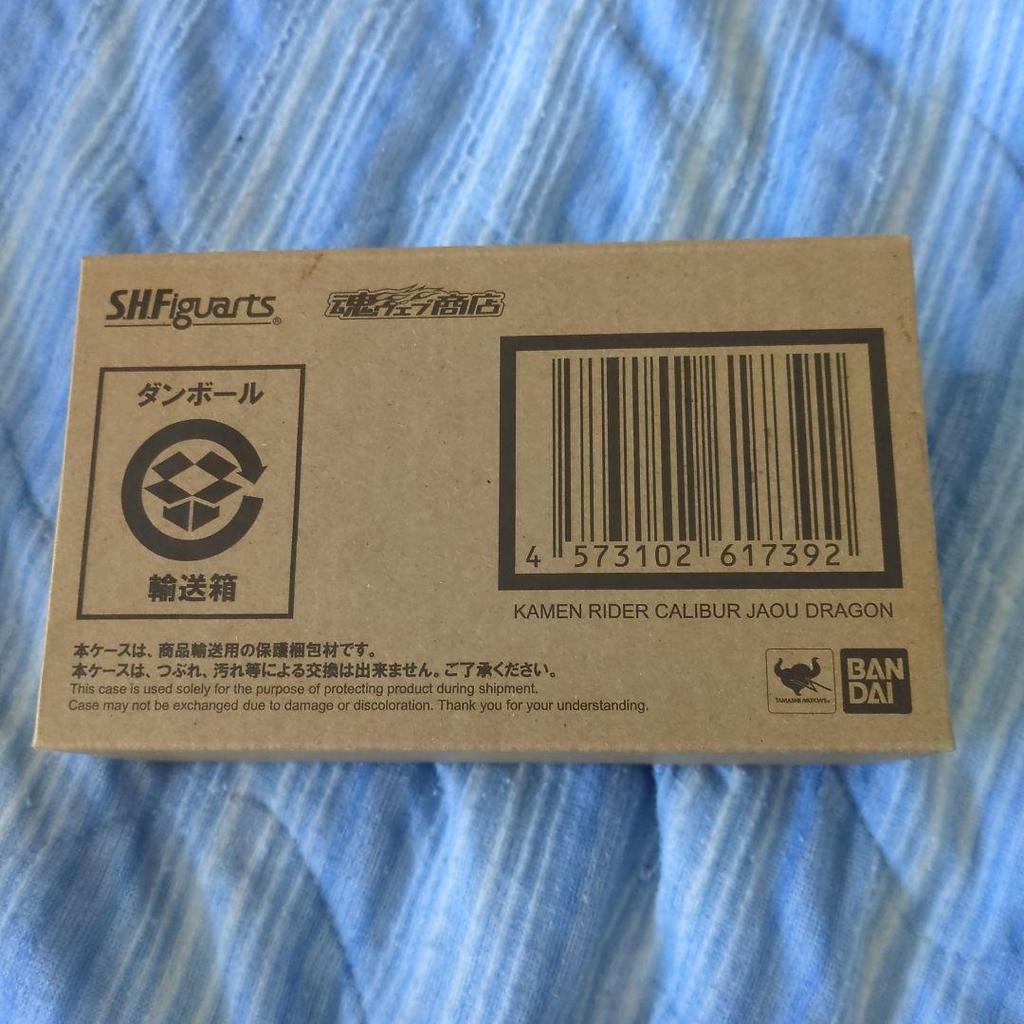 S.H.Figuarts®
魂ウェブ商店
ダンボール
輸送箱
4 573102 617392
KAMEN RIDER CALIBUR JAOU DRAGON
本ケースは、商品輸送用の保護梱包材です。
本ケースは、つぶれ、汚れ等による交換は出来ません。ご了承ください。
This case is used solely for the purpose of protecting product during shipment.
Case may not be exchanged due to damage or discoloration. Thank you for your understanding.
TAMASHII NATIONS
BAN
DAI